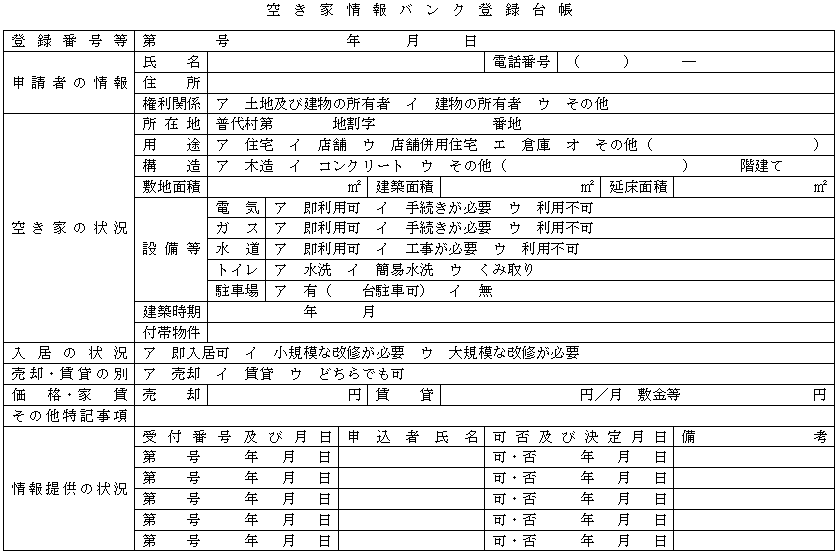 空き家情報バンク登録台帳
登録番号等 第 号 年 月 日
申請者の情報 氏名 電話番号 ( ) ―
住所
権利関係 ア 土地及び建物の所有者 イ 建物の所有者 ウ その他
空き家の状況 所在地 普代村第 地割字 番地
用途 ア 住宅 イ 店舗 ウ 店舗併用住宅 エ 倉庫 オ その他( )
構造 ア 木造 イ コンクリート ウ その他( ) 階建て
敷地面積 ㎡ 建築面積 ㎡ 延床面積 ㎡
設備等 電気 ア 即利用可 イ 手続きが必要 ウ 利用不可
ガス ア 即利用可 イ 手続きが必要 ウ 利用不可
水道 ア 即利用可 イ 工事が必要 ウ 利用不可
トイレ ア 水洗 イ 簡易水洗 ウ くみ取り
駐車場 ア 有( 台駐車可) イ 無
建築時期 年 月
付帯物件
入居の状況 ア 即入居可 イ 小規模な改修が必要 ウ 大規模な改修が必要
売却・賃貸の別 ア 売却 イ 賃貸 ウ どちらでも可
価格・家賃 売却 円 賃貸 円/月 敷金等 円
その他特記事項
情報提供の状況 受付番号及び月日 申込者氏名 可否及び決定月日 備考
第 号 年 月 日 可・否 年 月 日
第 号 年 月 日 可・否 年 月 日
第 号 年 月 日 可・否 年 月 日
第 号 年 月 日 可・否 年 月 日
第 号 年 月 日 可・否 年 月 日